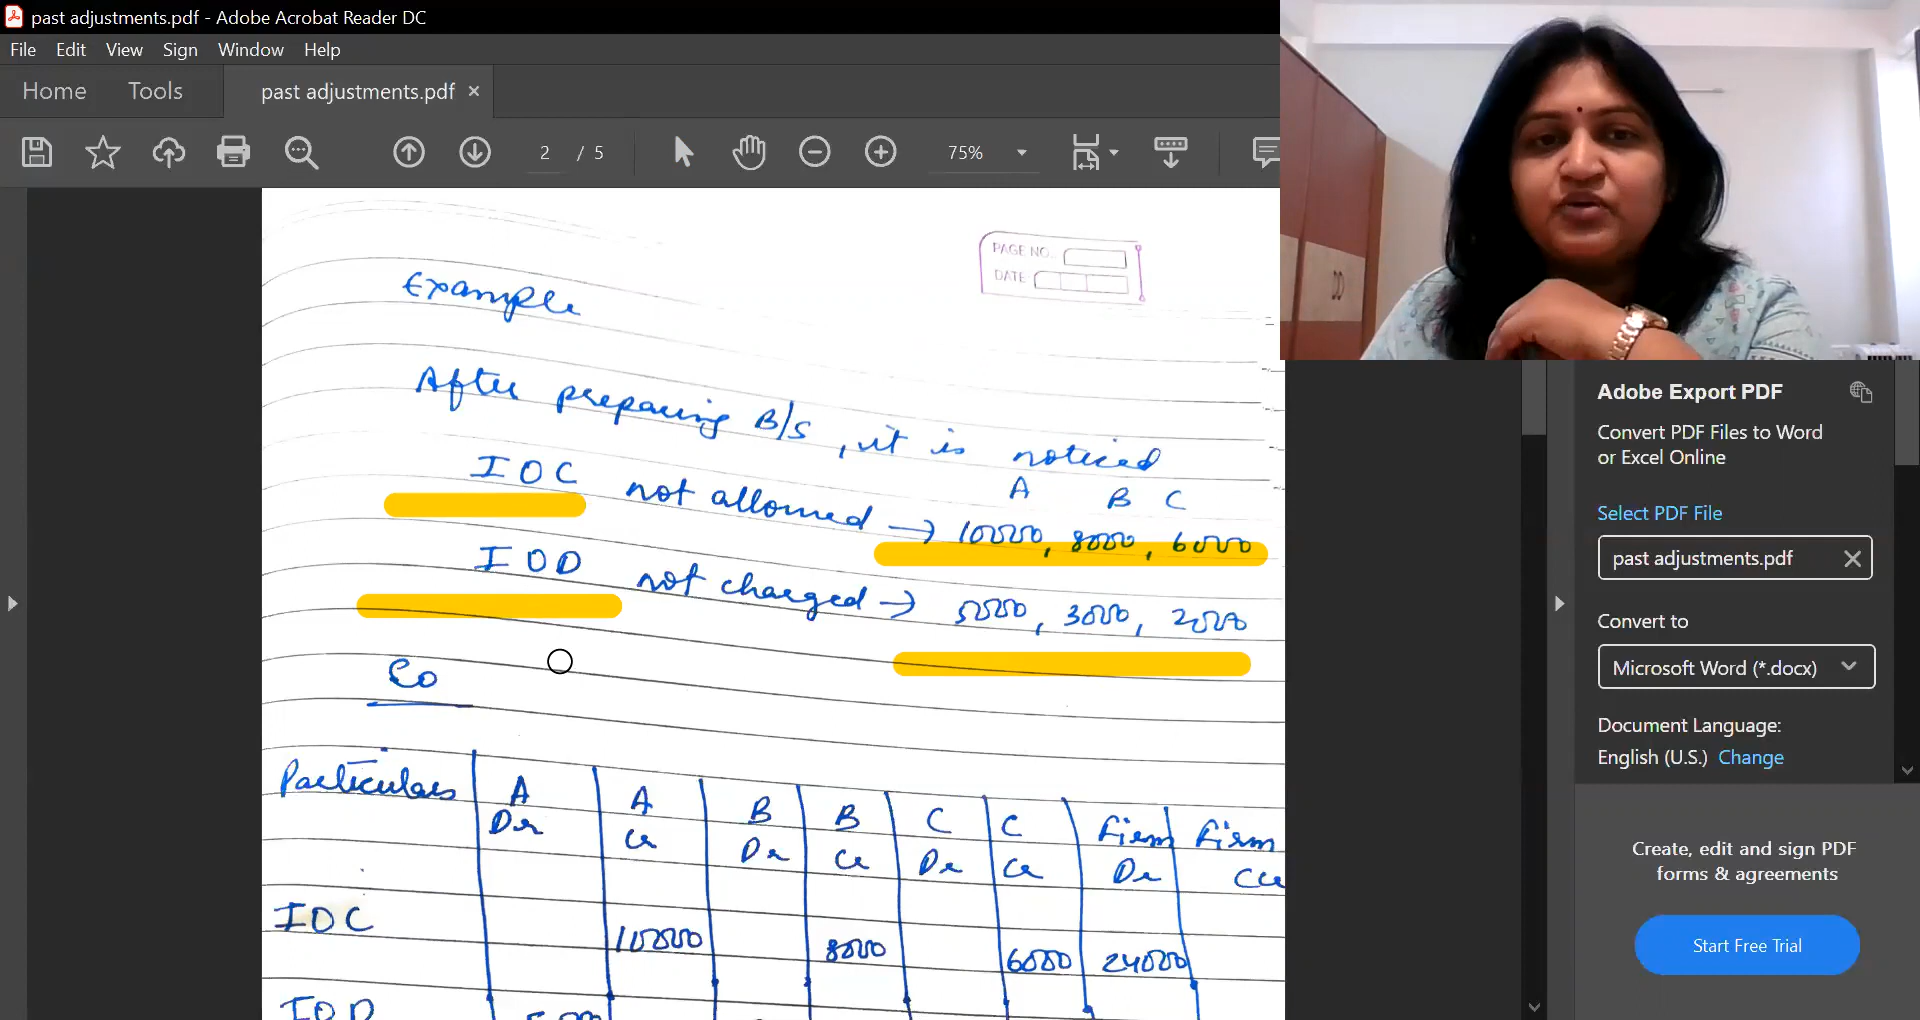 past adjustments.pdf - Adobe Acrobat Reader DC
File Edit View Sign Window Help
Home Tools past adjustments.pdf ×
2 / 5 75%
PAGE NO.
DATE
Example
After preparing B/S, it is noticed
A B C
IOC not allowed → 10000, 8000, 6000
IOD not charged → 5000, 3000, 2000
Particulars A Dr A Cr B Dr B Cr C Dr C Cr Firm Dr Firm Cr
IOC 10000 8000 6000 24000
IOD
Adobe Export PDF
Convert PDF Files to Word
or Excel Online
Select PDF File
past adjustments.pdf
Convert to
Microsoft Word (*.docx)
Document Language:
English (U.S.) Change
Create, edit and sign PDF
forms & agreements
Start Free Trial